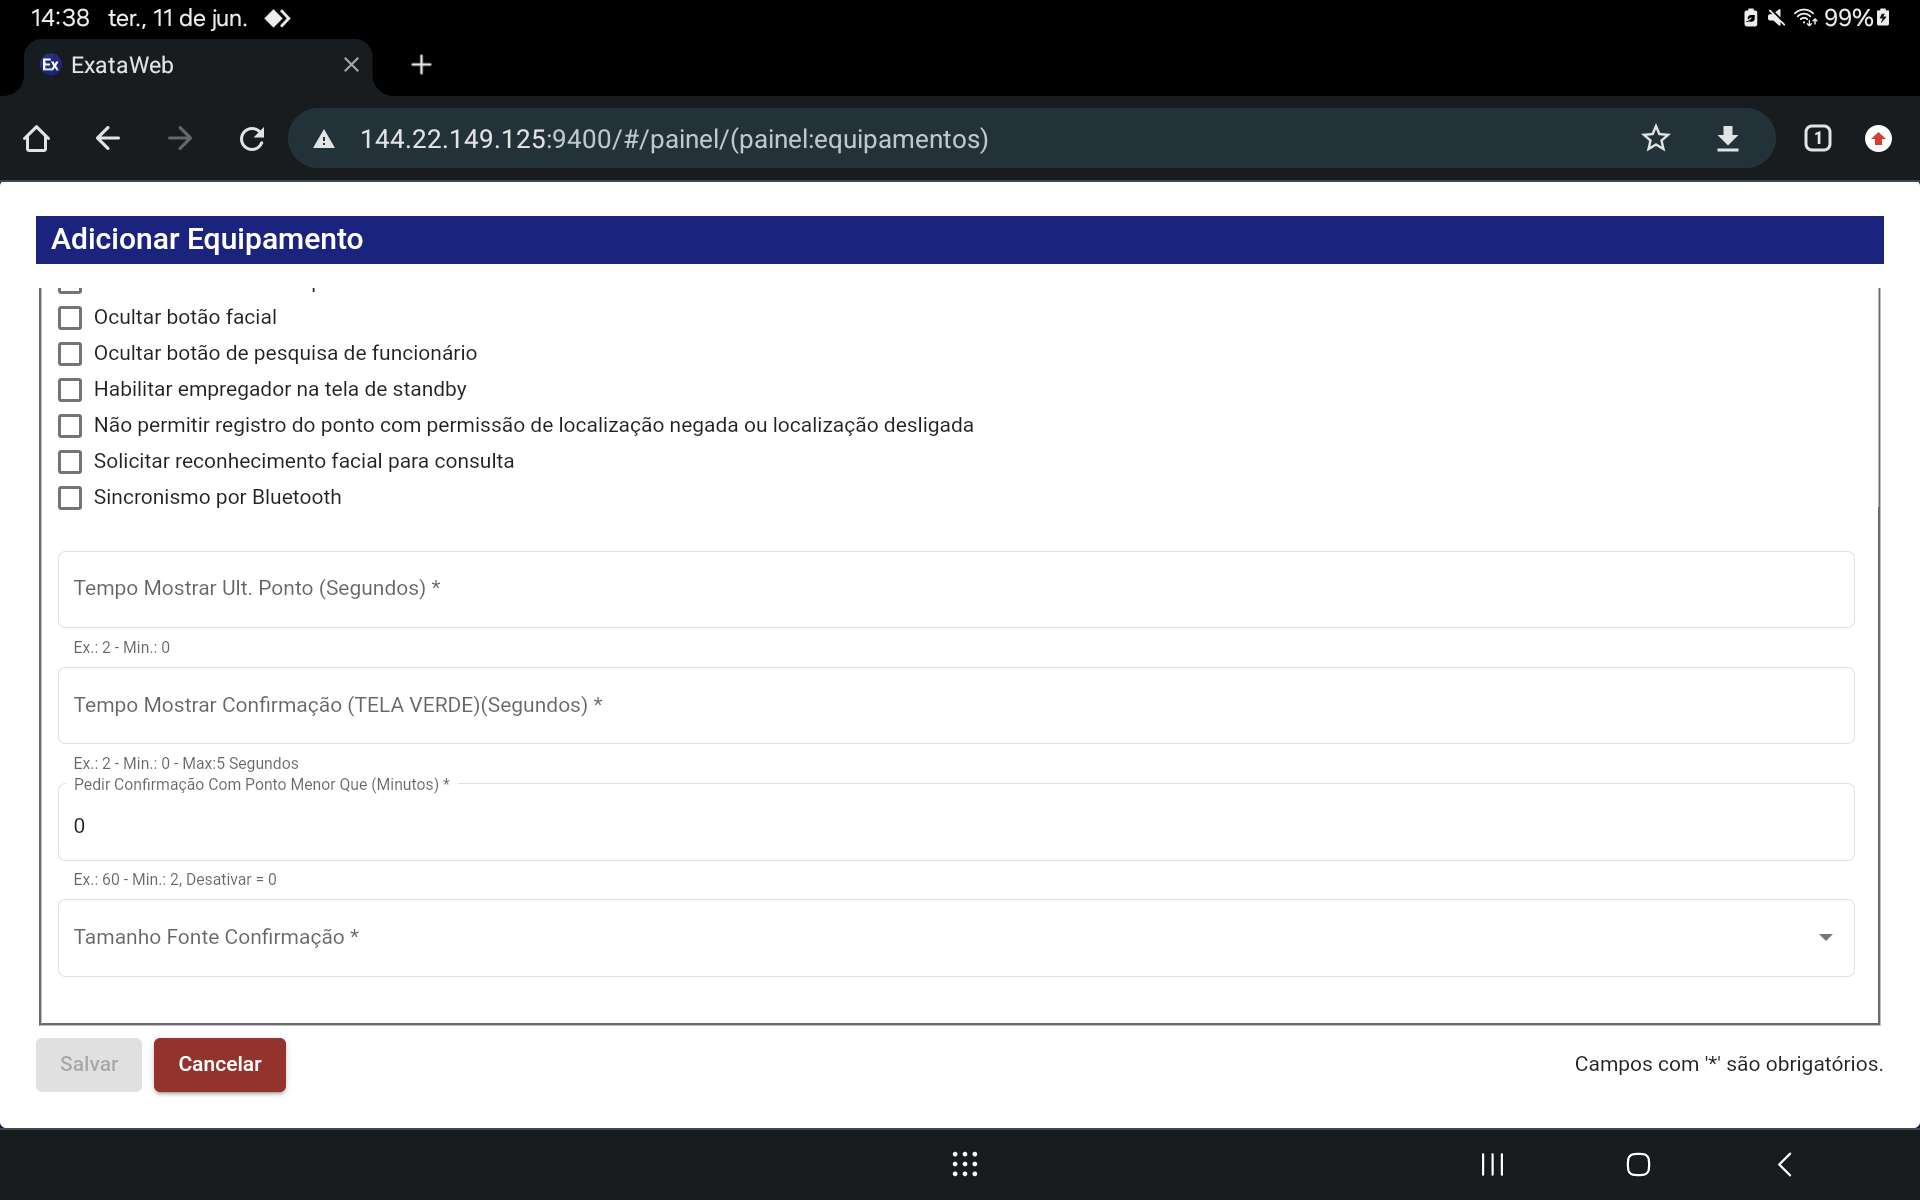 14:38 ter., 11 de jun. 99%
Ex ExataWeb
144.22.149.125:9400/#/painel/(painel:equipamentos)
1
Adicionar Equipamento
Ocultar botão facial
Ocultar botão de pesquisa de funcionário
Habilitar empregador na tela de standby
Não permitir registro do ponto com permissão de localização negada ou localização desligada
Solicitar reconhecimento facial para consulta
Sincronismo por Bluetooth
Tempo Mostrar Ult. Ponto (Segundos) *
Ex.: 2 - Min.: 0
Tempo Mostrar Confirmação (TELA VERDE)(Segundos) *
Ex.: 2 - Min.: 0 - Max:5 Segundos
Pedir Confirmação Com Ponto Menor Que (Minutos) *
0
Ex.: 60 - Min.: 2, Desativar = 0
Tamanho Fonte Confirmação *
Salvar
Cancelar
Campos com '*' são obrigatórios.